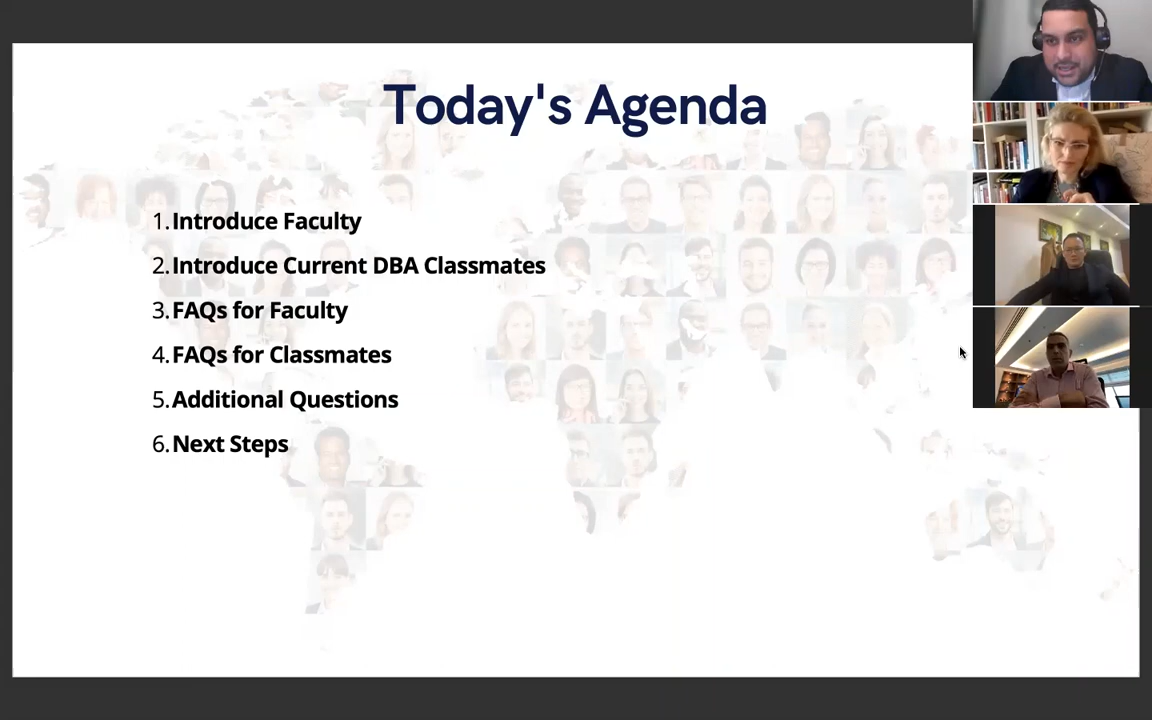 Today's Agenda
1. Introduce Faculty
2. Introduce Current DBA Classmates
3. FAQs for Faculty
4. FAQs for Classmates
5. Additional Questions
6. Next Steps